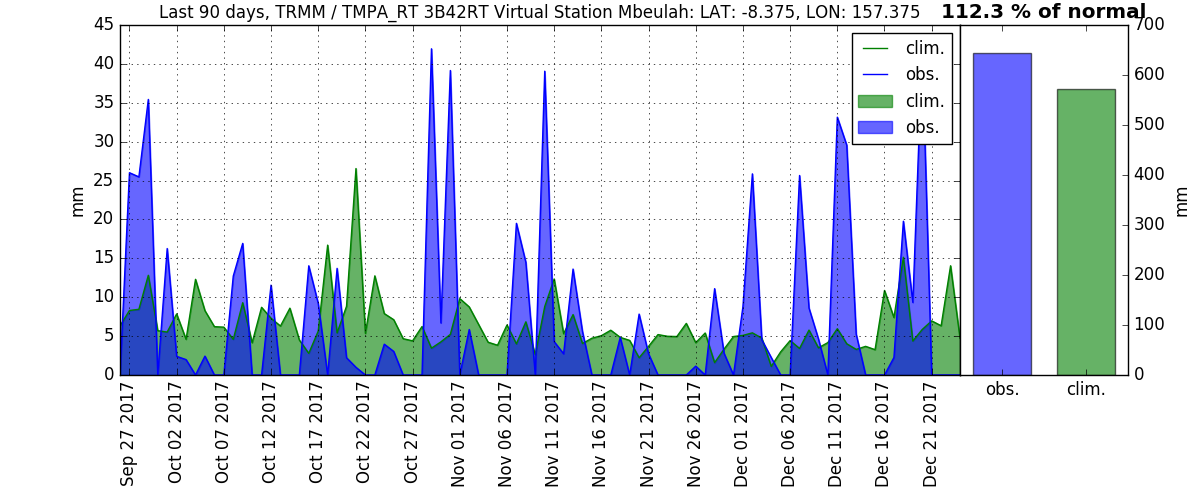 Last 90 days, TRMM / TMPA_RT 3B42RT Virtual Station Mbeulah: LAT: -8.375, LON: 157.375
112.3 % of normal
45
40
35
30
25
20
15
10
5
0
mm
clim.
obs.
clim.
obs.
700
600
500
400
300
200
100
0
mm
obs.
clim.
Sep 27 2017
Oct 02 2017
Oct 07 2017
Oct 12 2017
Oct 17 2017
Oct 22 2017
Oct 27 2017
Nov 01 2017
Nov 06 2017
Nov 11 2017
Nov 16 2017
Nov 21 2017
Nov 26 2017
Dec 01 2017
Dec 06 2017
Dec 11 2017
Dec 16 2017
Dec 21 2017